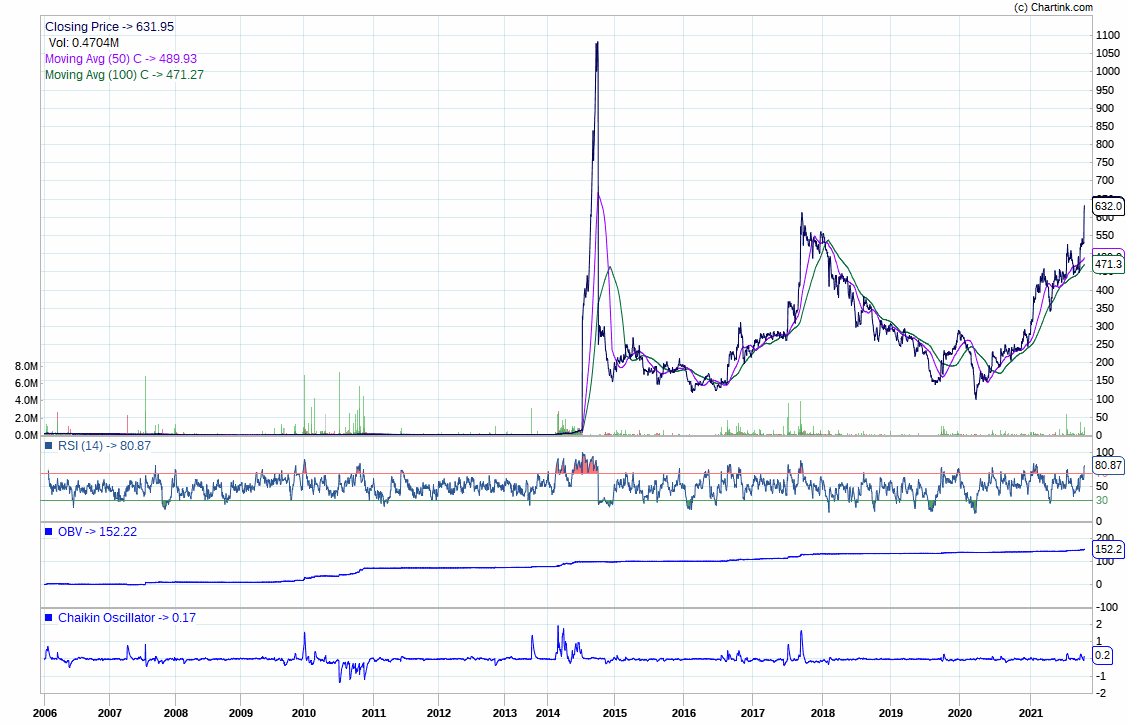 (c) Chartink.com
Closing Price -> 631.95
Vol: 0.4704M
Moving Avg (50) C -> 489.93
Moving Avg (100) C -> 471.27
1100
1050
1000
950
900
850
800
750
700
632.0
600
550
471.3
400
350
300
250
200
150
100
50
0
8.0M
6.0M
4.0M
2.0M
0.0M
RSI (14) -> 80.87
100
80.87
50
30
0
OBV -> 152.22
200
152.2
100
0
-100
Chaikin Oscillator -> 0.17
2
1
0.2
-1
-2
2006 2007 2008 2009 2010 2011 2012 2013 2014 2015 2016 2017 2018 2019 2020 2021